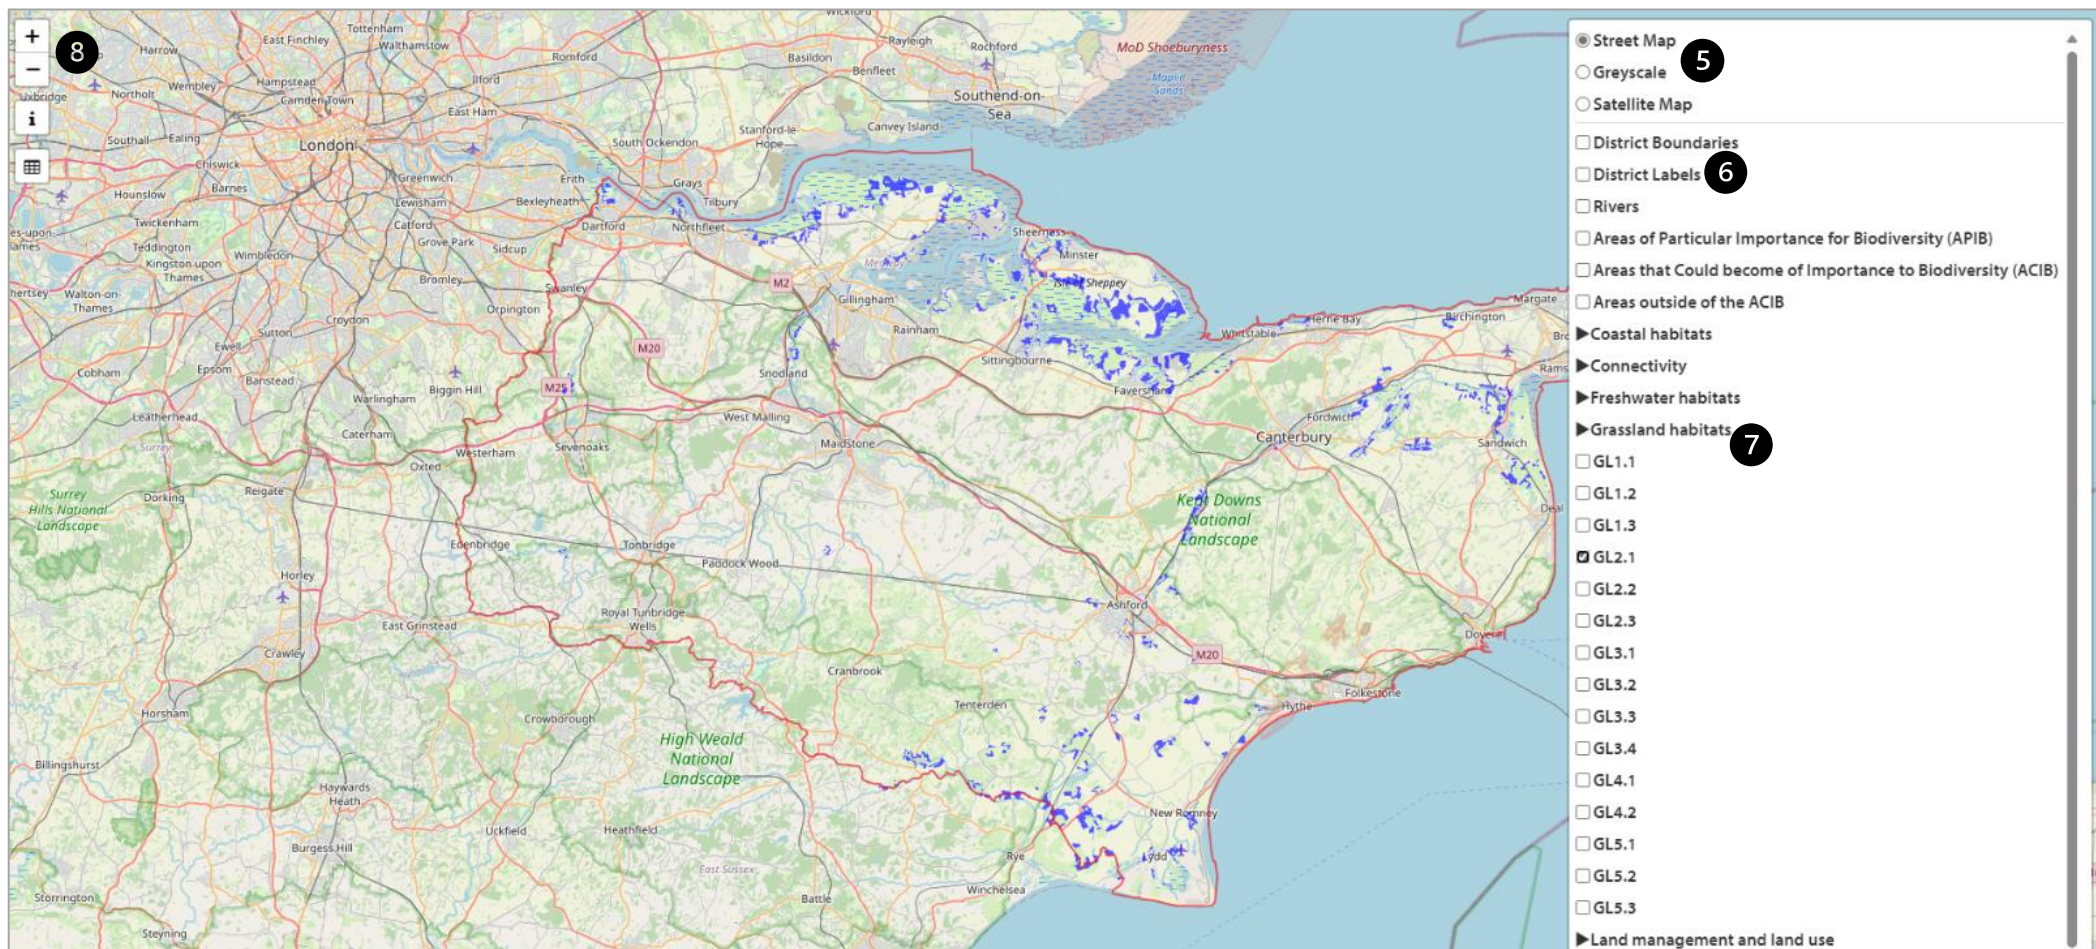 Wickford
Tottenham
East Finchley
Harrow
Walthamstow
Rayleigh
Rochford
MoD Shoeburyness
Romford
Basildon
Benfleet
Ilford
Wembley
Hampstead
Northolt
Camden Town
Uxbridge
Maplin
Sands
Southend-on-
Sea
East Ham
Canvey Island
Stanford-le-
Hope
Southall
Ealing
London
South Ockendon
Chiswick
Greenwich
Erith
Grays
Barnes
Hounslow
Lewisham
Bexleyheath
Tilbury
Twickenham
Catford
Dartford
Northfleet
Sheerness
Teddington
Grove Park
Sidcup
Wimbledon
Kingston upon
Thames
Minster
Medway
Bromley
M2
Isle of Sheppey
Walton-on-
Thames
Swanley
Gillingham
Margate
Orpington
Croydon
Birchington
Herne Bay
Sutton
Rainham
Whitstable
Ewell
M20
Sittingbourne
Cobham
Epsom
Banstead
Snodland
Biggin Hill
M25
Faversham
Warlingham
Leatherhead
West Malling
Fordwich
Caterham
Canterbury
Maidstone
Sandwich
Surrey
Westerham
Sevenoaks
Oxted
Reigate
Dorking
Surrey
Hills National
Landscape
Kent Downs
National
Landscape
Deal
Edenbridge
Tonbridge
Paddock Wood
Horley
Ashford
Royal Tunbridge
Wells
East Grinstead
Dover
Crawley
M20
Cranbrook
Folkestone
Tenterden
Hythe
Horsham
Crowborough
High Weald
National
Landscape
Billingshurst
Haywards
Heath
New Romney
Uckfield
Heathfield
Burgess Hill
Rye
Lydd
East Sussex
Winchelsea
Storrington
Battle
Steyning
+
−
i
8
Street Map
5
Greyscale
Satellite Map
District Boundaries
District Labels
6
Rivers
Areas of Particular Importance for Biodiversity (APIB)
Areas that Could become of Importance to Biodiversity (ACIB)
Areas outside of the ACIB
Coastal habitats
Connectivity
Freshwater habitats
Grassland habitats
7
GL1.1
GL1.2
GL1.3
GL2.1
GL2.2
GL2.3
GL3.1
GL3.2
GL3.3
GL3.4
GL4.1
GL4.2
GL5.1
GL5.2
GL5.3
Land management and land use